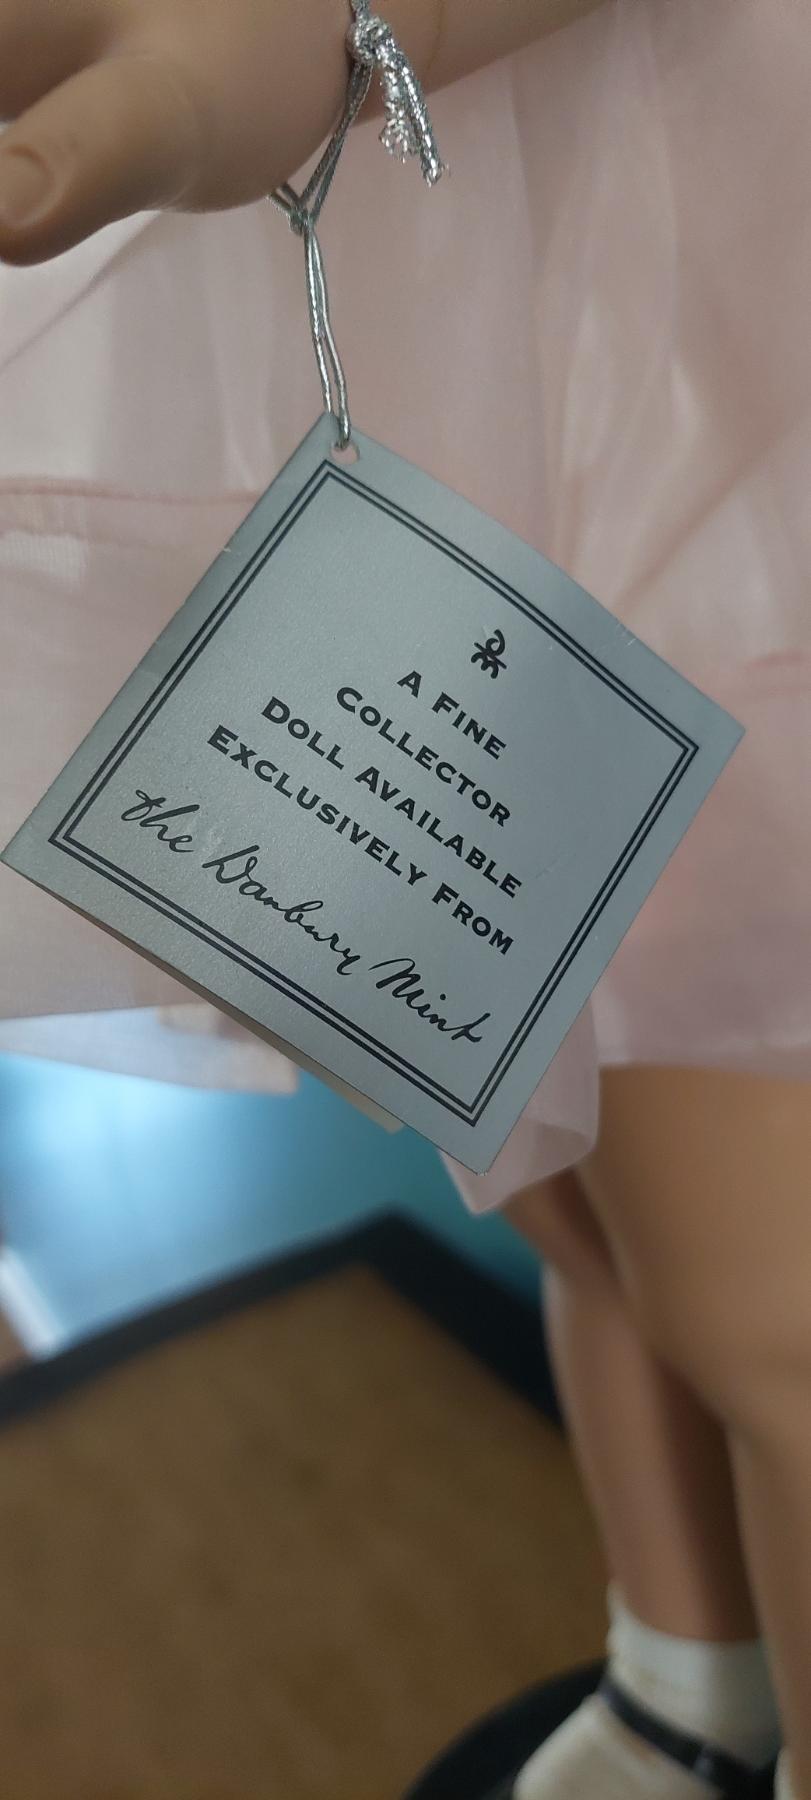 A Fine
Collector
Doll Available
Exclusively From
the Danbury Mint